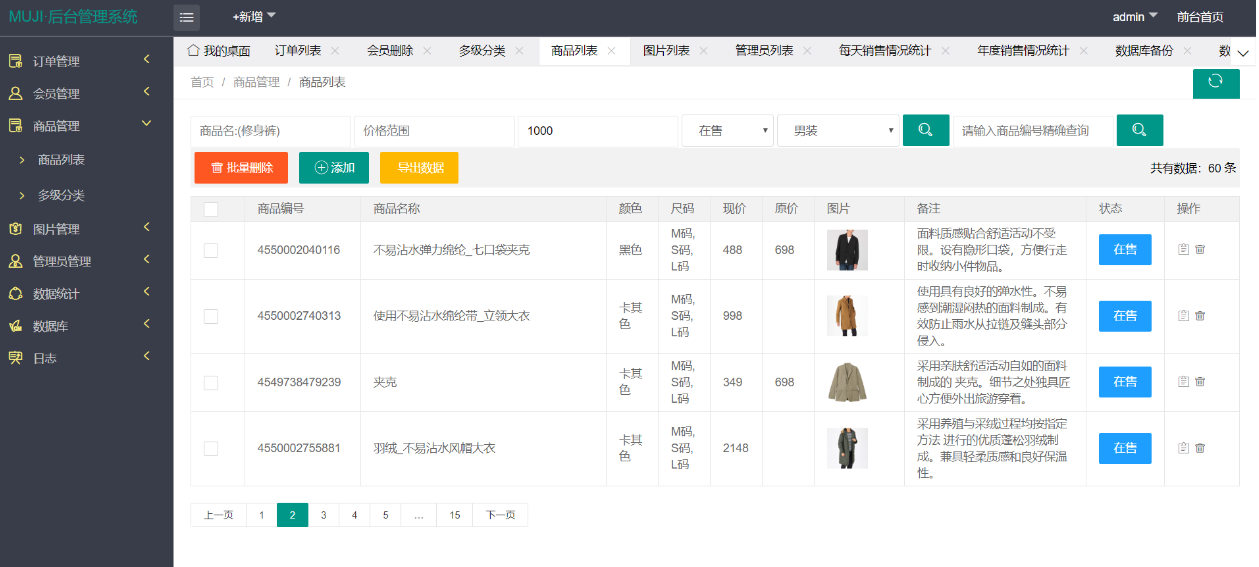 MUJI·后台管理系统
+新增
admin 前台首页
订单管理
会员管理
商品管理
商品列表
多级分类
图片管理
管理员管理
数据统计
数据库
日志
我的桌面 订单列表 会员删除 多级分类 商品列表 图片列表 管理员列表 每天销售情况统计 年度销售情况统计 数据库备份 数
首页 / 商品管理 / 商品列表
商品名:(修身裤) 价格范围 1000 在售 男装 请输入商品编号精确查询
批量删除 添加 导出数据 共有数据：60 条
商品编号 商品名称 颜色 尺码 现价 原价 图片 备注 状态 操作
4550002040116 不易沾水弹力绵纶_七口袋夹克 黑色
M码,
S码,
L码
488 698
面料质感贴合舒适活动不受
限。设有隐形口袋，方便行走
时收纳小件物品。
在售
4550002740313 使用不易沾水绵纶带_立领大衣
卡其
色
M码,
S码,
L码
998
使用具有良好的弹水性。不易
感到潮湿闷热的面料制成。有
效防止雨水从拉链及缝头部分
侵入。
在售
4549738479239 夹克
卡其
色
M码,
S码,
L码
349 698
采用亲肤舒适活动自如的面料
制成的 夹克。细节之处独具匠
心方便外出旅游穿着。
在售
4550002755881 羽绒_不易沾水风帽大衣
卡其
色
M码,
S码,
L码
2148
采用养殖与采绒过程均按指定
方法 进行的优质蓬松羽绒制
成。兼具轻柔质感和良好保温
性。
在售
上一页 1 2 3 4 5 … 15 下一页